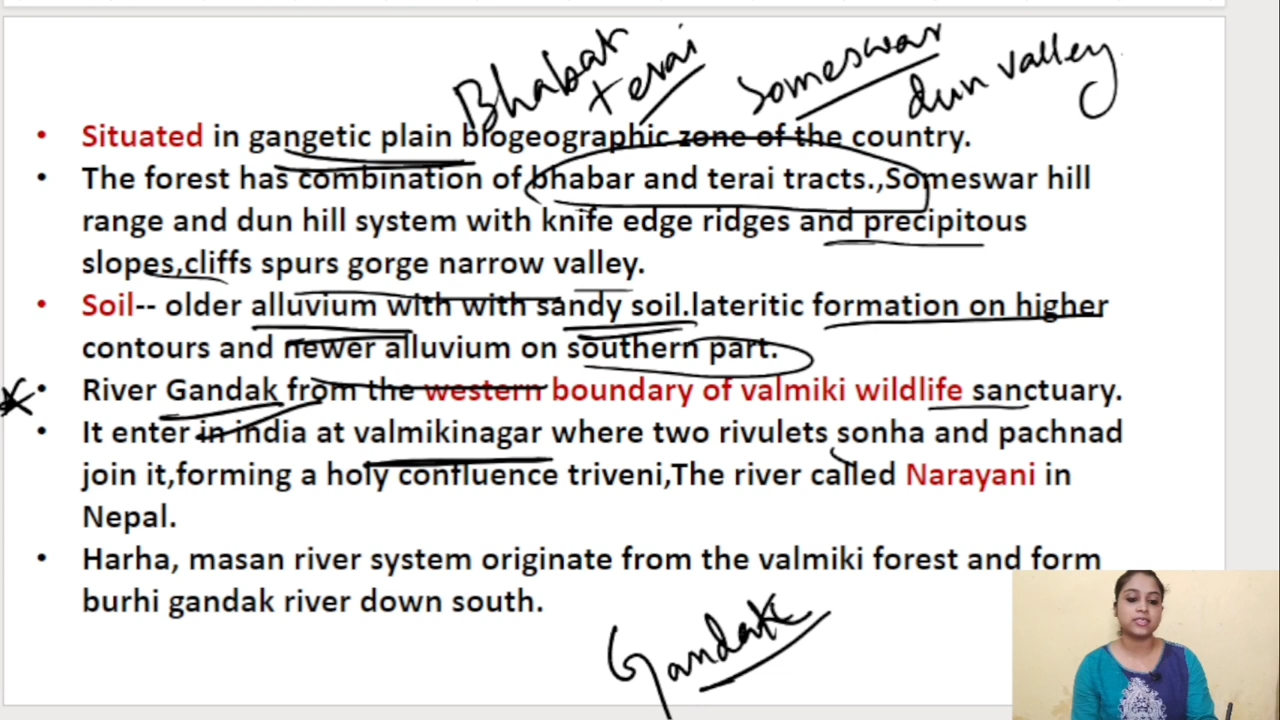 Bhabar
terai
Someswar
dun valley
• Situated in gangetic plain biogeographic zone of the country.
• The forest has combination of bhabar and terai tracts.,Someswar hill
range and dun hill system with knife edge ridges and precipitous
slopes,cliffs spurs gorge narrow valley.
• Soil-- older alluvium with with sandy soil.lateritic formation on higher
contours and newer alluvium on southern part.
• River Gandak from the western boundary of valmiki wildlife sanctuary.
• It enter in india at valmikinagar where two rivulets sonha and pachnad
join it,forming a holy confluence triveni,The river called Narayani in
Nepal.
• Harha, masan river system originate from the valmiki forest and form
burhi gandak river down south.
Gandak